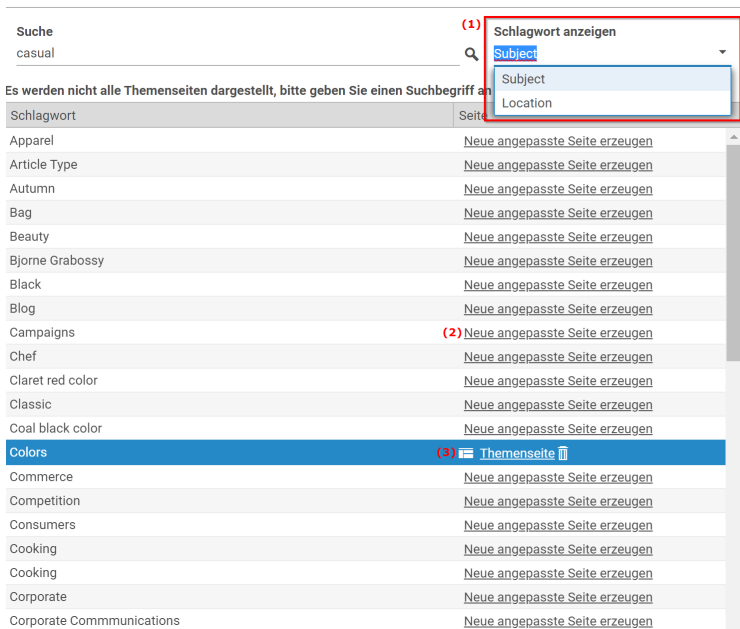 Suche
casual
(1) Schlagwort anzeigen
Subject
Subject
Location
Es werden nicht alle Themenseiten dargestellt, bitte geben Sie einen Suchbegriff an
Schlagwort Seite
Apparel Neue angepasste Seite erzeugen
Article Type Neue angepasste Seite erzeugen
Autumn Neue angepasste Seite erzeugen
Bag Neue angepasste Seite erzeugen
Beauty Neue angepasste Seite erzeugen
Bjorne Grabossy Neue angepasste Seite erzeugen
Black Neue angepasste Seite erzeugen
Blog Neue angepasste Seite erzeugen
Campaigns (2) Neue angepasste Seite erzeugen
Chef Neue angepasste Seite erzeugen
Claret red color Neue angepasste Seite erzeugen
Classic Neue angepasste Seite erzeugen
Coal black color Neue angepasste Seite erzeugen
Colors (3) Themenseite
Commerce Neue angepasste Seite erzeugen
Competition Neue angepasste Seite erzeugen
Consumers Neue angepasste Seite erzeugen
Cooking Neue angepasste Seite erzeugen
Cooking Neue angepasste Seite erzeugen
Corporate Neue angepasste Seite erzeugen
Corporate Commmunications Neue angepasste Seite erzeugen